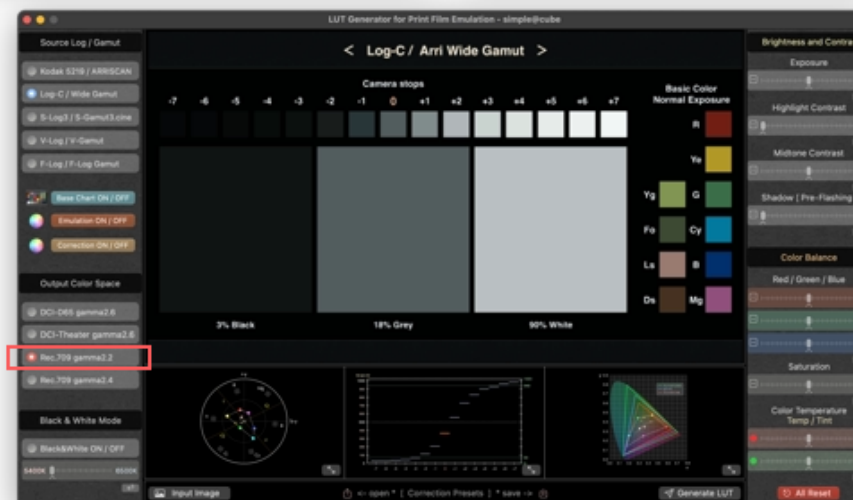 LUT Generator for Print Film Emulation - simple@cube
Source Log / Gamut
Kodak 5219 / ARRISCAN
Log-C / Wide Gamut
S-Log3 / S-Gamut3.cine
V-Log / V-Gamut
F-Log / F-Log Gamut
Base Chart ON / OFF
Emulation ON / OFF
Correction ON / OFF
Output Color Space
DCI-D65 gamma2.6
DCI-Theater gamma2.6
Rec.709 gamma2.2
Rec.709 gamma2.4
Black & White Mode
Black&White ON / OFF
5400K 6500K
< Log-C / Arri Wide Gamut >
Camera stops
-7 -6 -5 -4 -3 -2 -1 0 +1 +2 +3 +4 +5 +6 +7
Basic Color
Normal Exposure
R
Ye
Yg G
Fo Cy
Ls B
Ds Mg
3% Black 18% Grey 90% White
Input Image
<- open * [ Correction Presets ] * save ->
Generate LUT
Brightness and Contra
Exposure
Highlight Contrast
Midtone Contrast
Shadow [ Pre-Flashing
Color Balance
Red / Green / Blue
Saturation
Color Temperature
Temp / Tint
All Reset